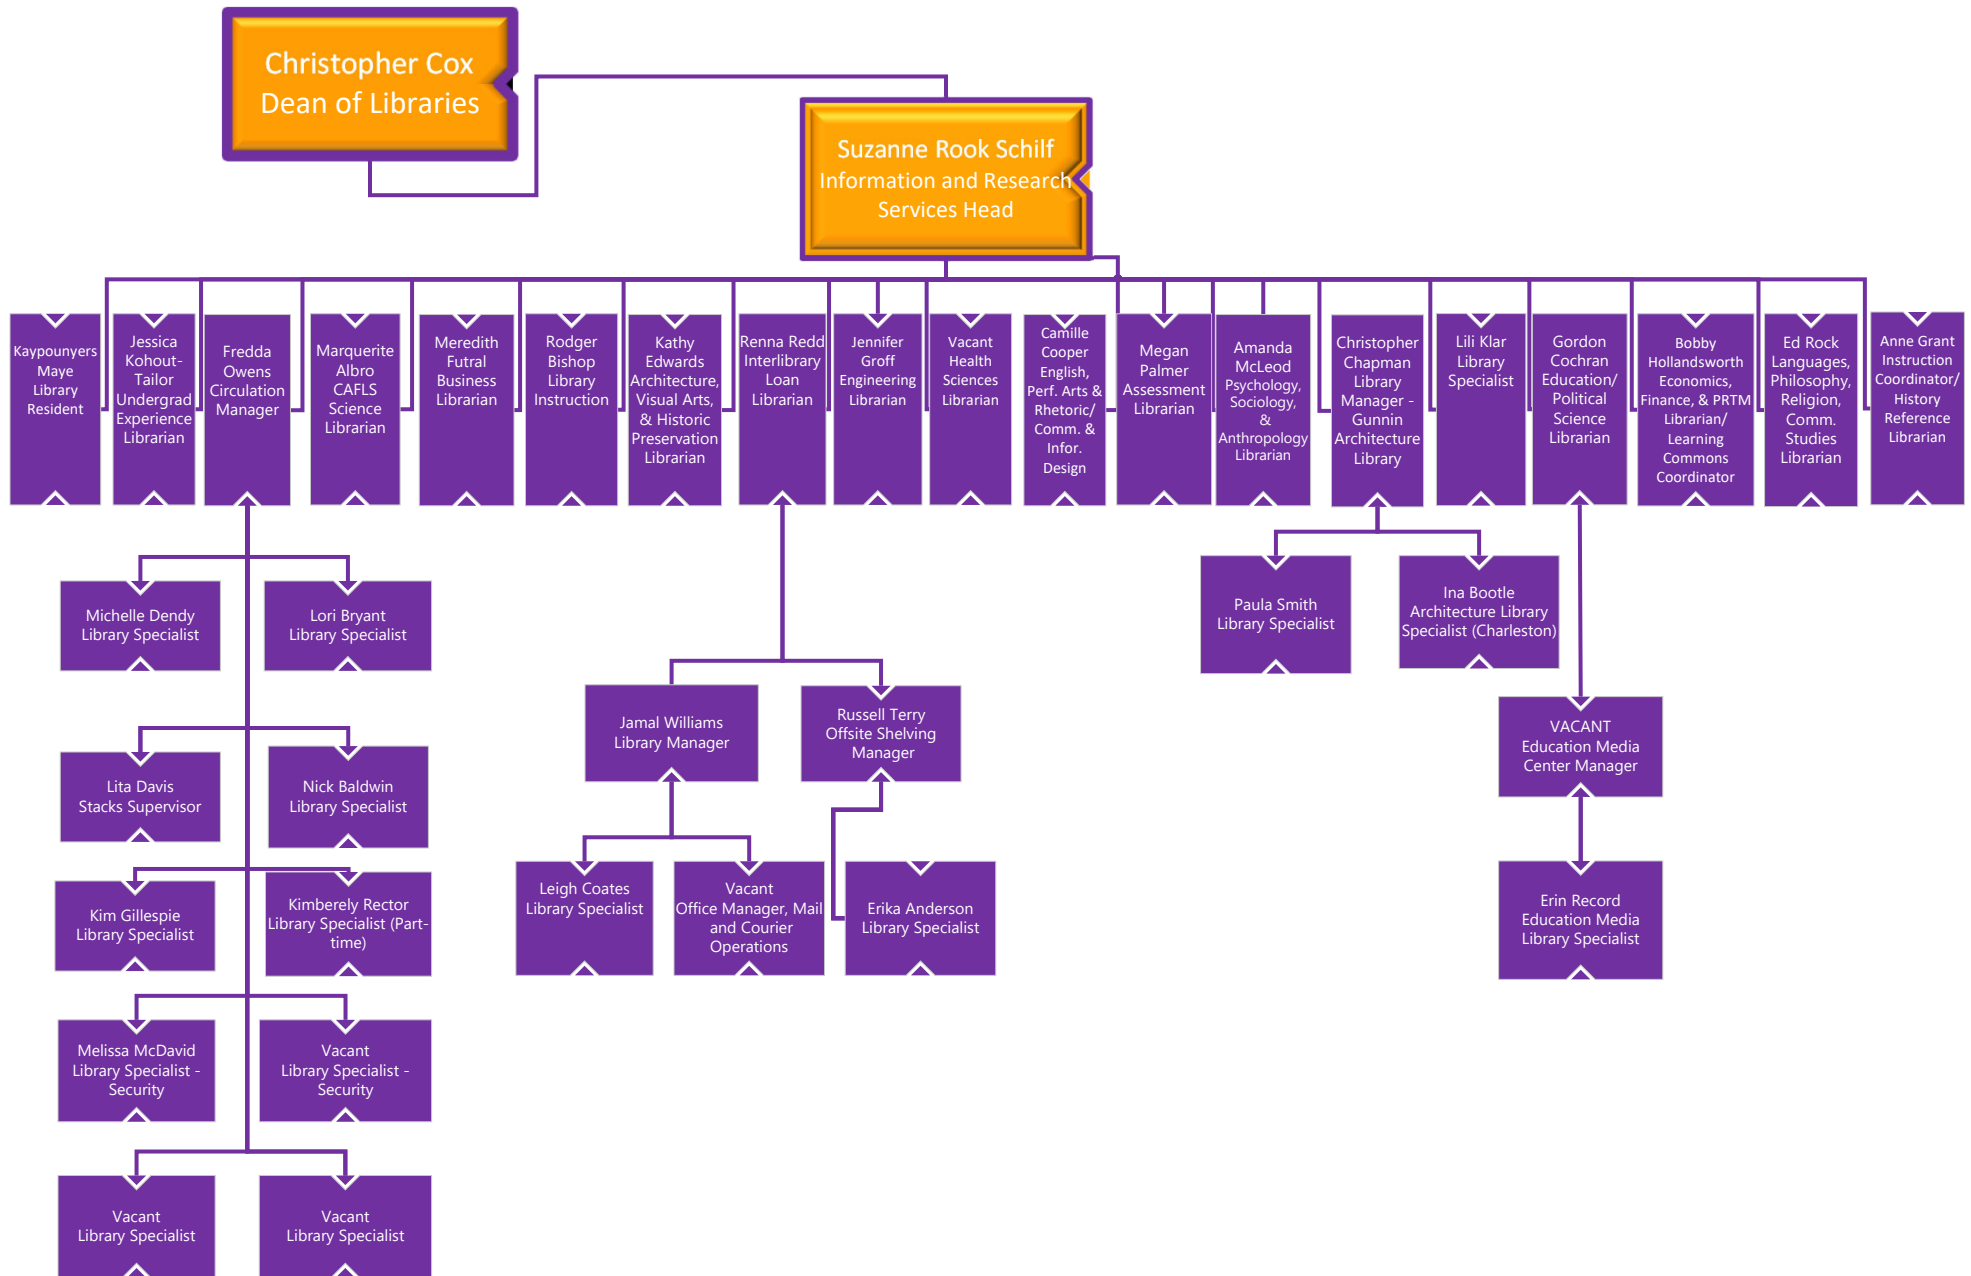 Christopher Cox
Dean of Libraries
Suzanne Rook Schilf
Information and Research
Services Head
Kaypounyers
Maye
Library
Resident
Jessica
Kohout-
Tailor
Undergrad
Experience
Librarian
Fredda
Owens
Circulation
Manager
Marquerite
Albro
CAFLS
Science
Librarian
Meredith
Futral
Business
Librarian
Rodger
Bishop
Library
Instruction
Kathy
Edwards
Architecture,
Visual Arts,
& Historic
Preservation
Librarian
Renna Redd
Interlibrary
Loan
Librarian
Jennifer
Groff
Engineering
Librarian
Vacant
Health
Sciences
Librarian
Camille
Cooper
English,
Perf. Arts &
Rhetoric/
Comm. &
Infor.
Design
Megan
Palmer
Assessment
Librarian
Amanda
McLeod
Psychology,
Sociology,
&
Anthropology
Librarian
Christopher
Chapman
Library
Manager -
Gunnin
Architecture
Library
Lili Klar
Library
Specialist
Gordon
Cochran
Education/
Political
Science
Librarian
Bobby
Hollandsworth
Economics,
Finance, & PRTM
Librarian/
Learning
Commons
Coordinator
Ed Rock
Languages,
Philosophy,
Religion,
Comm.
Studies
Librarian
Anne Grant
Instruction
Coordinator/
History
Reference
Librarian
Michelle Dendy
Library Specialist
Lori Bryant
Library Specialist
Paula Smith
Library Specialist
Ina Bootle
Architecture Library
Specialist (Charleston)
Jamal Williams
Library Manager
Russell Terry
Offsite Shelving
Manager
VACANT
Education Media
Center Manager
Lita Davis
Stacks Supervisor
Nick Baldwin
Library Specialist
Kim Gillespie
Library Specialist
Kimberely Rector
Library Specialist (Part-
time)
Leigh Coates
Library Specialist
Vacant
Office Manager, Mail
and Courier
Operations
Erika Anderson
Library Specialist
Erin Record
Education Media
Library Specialist
Melissa McDavid
Library Specialist -
Security
Vacant
Library Specialist -
Security
Vacant
Library Specialist
Vacant
Library Specialist